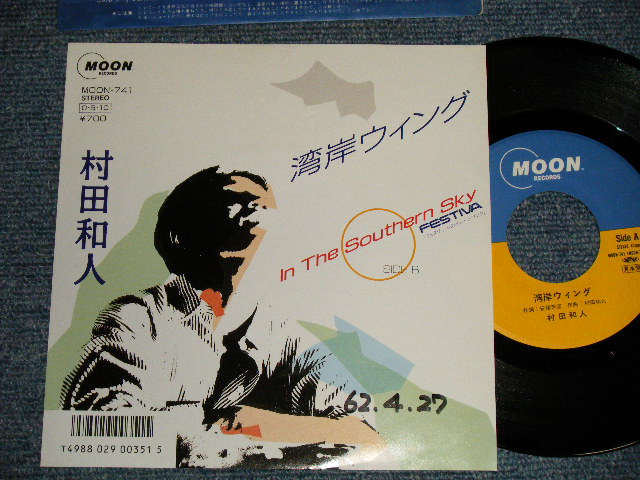 MOON
RECORDS
MOON-741
STEREO
¥700
村田和人
湾岸ウィング
In The Southern Sky
FESTIVA
SIDE B
62.4.27
T4988 029 00351 5
MOON
RECORDS
Side A
湾岸ウィング
村田和人